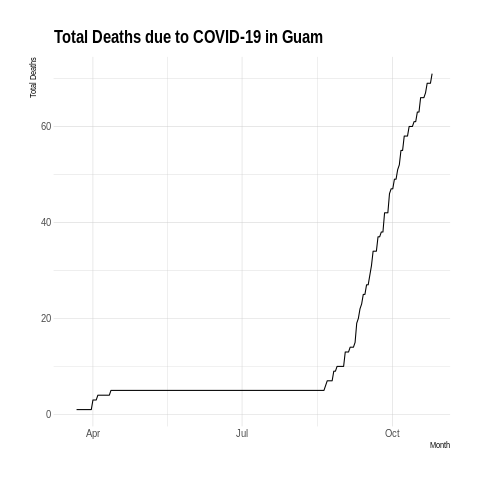 Total Deaths due to COVID-19 in Guam
Total Deaths
60
40
20
0
Apr
Jul
Oct
Month